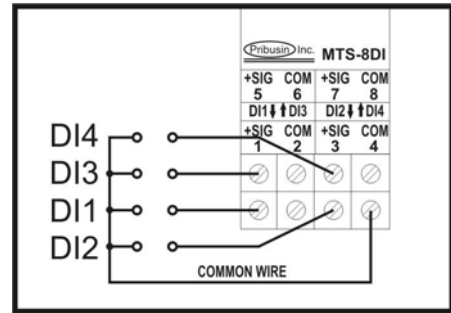 Pribusin Inc. MTS-8DI
+SIG COM +SIG COM
5 6 7 8
DI1⬇⬆DI3 DI2⬇⬆DI4
+SIG COM +SIG COM
1 2 3 4
DI4
DI3
DI1
DI2
COMMON WIRE